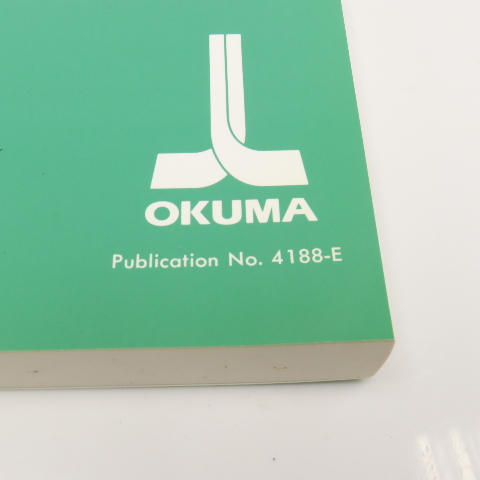 OKUMA
Publication No. 4188-E